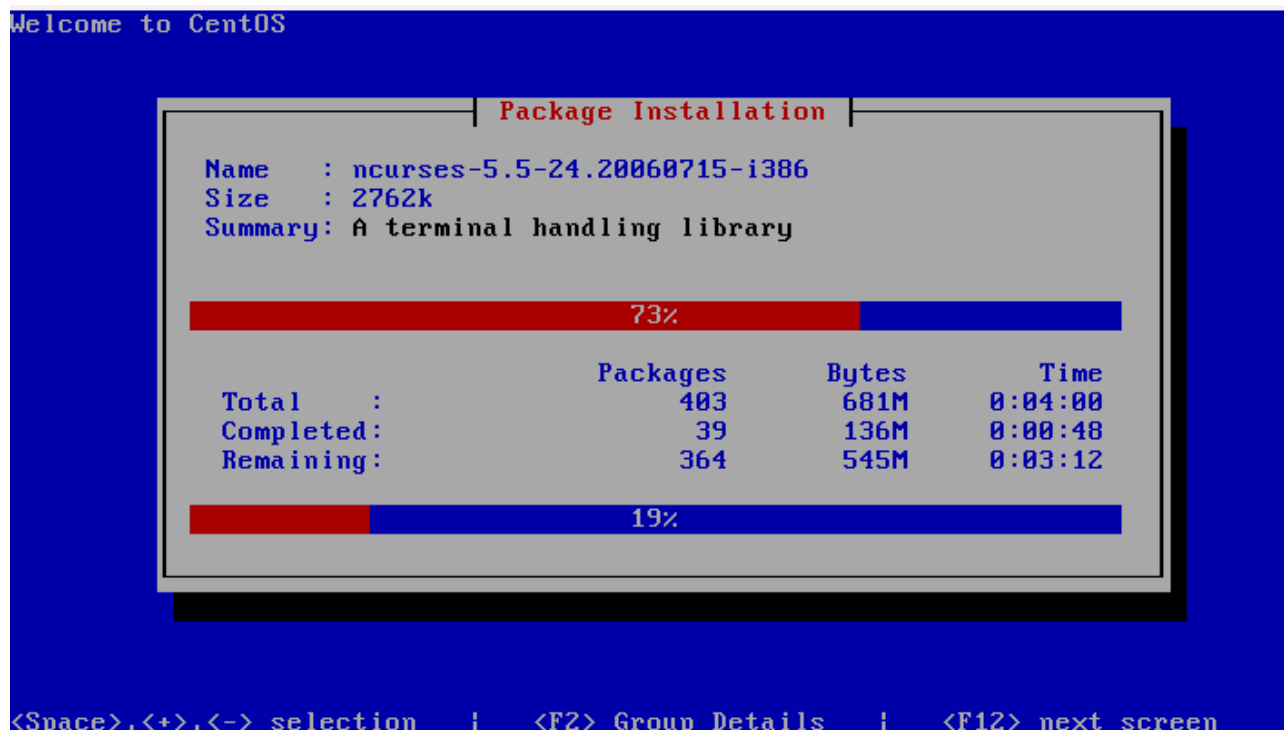 Welcome to CentOS
Package Installation
Name   : ncurses-5.5-24.20060715-i386
Size   : 2762k
Summary: A terminal handling library
73%
Packages Bytes Time
Total    : 403 681M 0:04:00
Completed: 39 136M 0:00:48
Remaining: 364 545M 0:03:12
19%
<Space>,<+>,<-> selection   |   <F2> Group Details   |   <F12> next screen